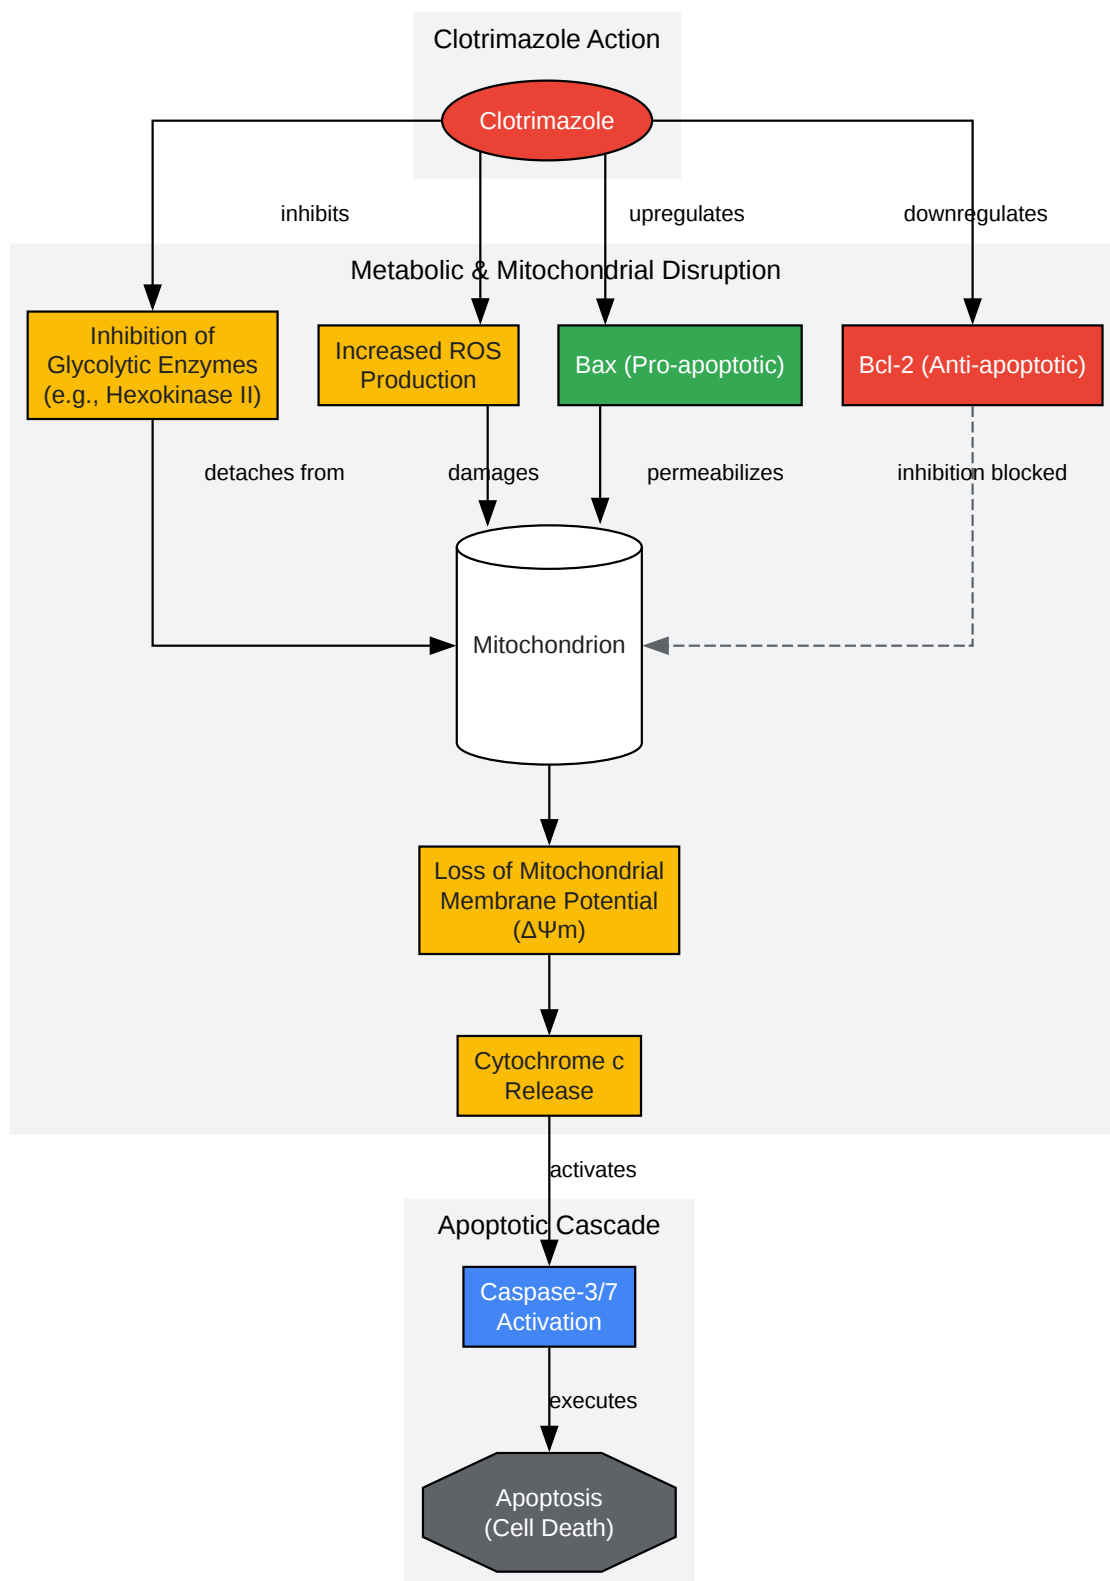 Clotrimazole Action
Clotrimazole
inhibits
upregulates
downregulates
Metabolic & Mitochondrial Disruption
Inhibition of
Glycolytic Enzymes
(e.g., Hexokinase II)
Increased ROS
Production
Bax (Pro-apoptotic)
Bcl-2 (Anti-apoptotic)
detaches from
damages
permeabilizes
inhibition blocked
Mitochondrion
Loss of Mitochondrial
Membrane Potential
(ΔΨm)
Cytochrome c
Release
activates
Apoptotic Cascade
Caspase-3/7
Activation
executes
Apoptosis
(Cell Death)